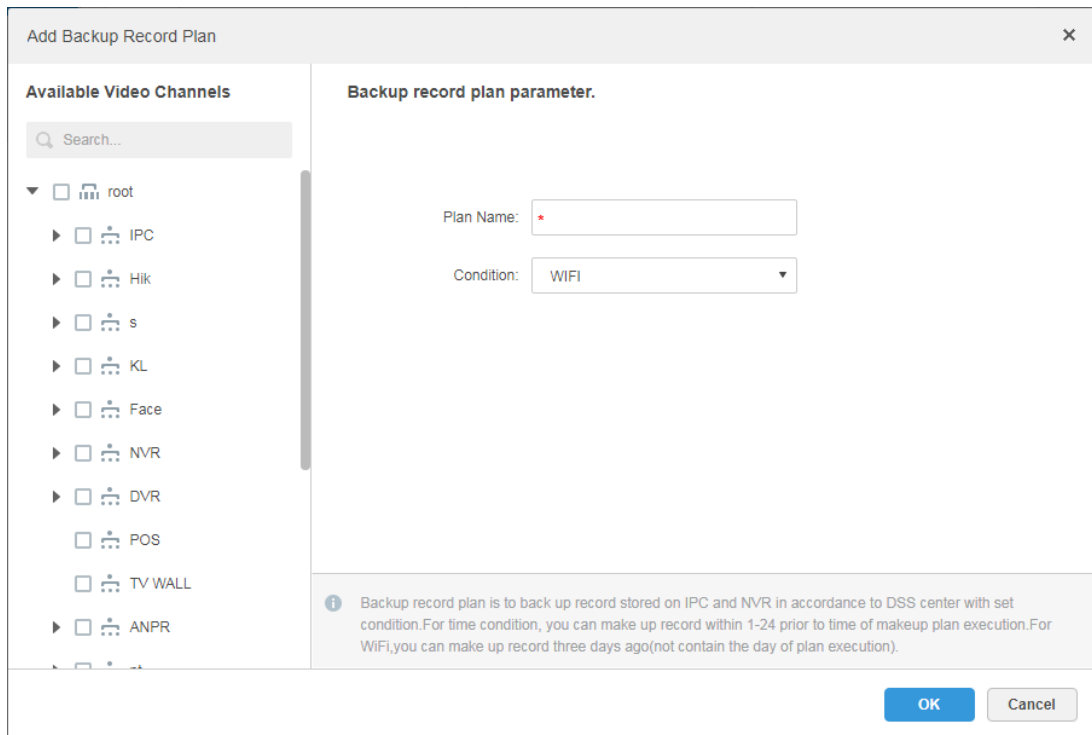 Add Backup Record Plan
Available Video Channels
Search...
root
IPC
Hik
s
KL
Face
NVR
DVR
POS
TV WALL
ANPR
Backup record plan parameter.
Plan Name: *
Condition: WIFI
Backup record plan is to back up record stored on IPC and NVR in accordance to DSS center with set
condition.For time condition, you can make up record within 1-24 prior to time of makeup plan execution.For
WiFi,you can make up record three days ago(not contain the day of plan execution).
OK
Cancel